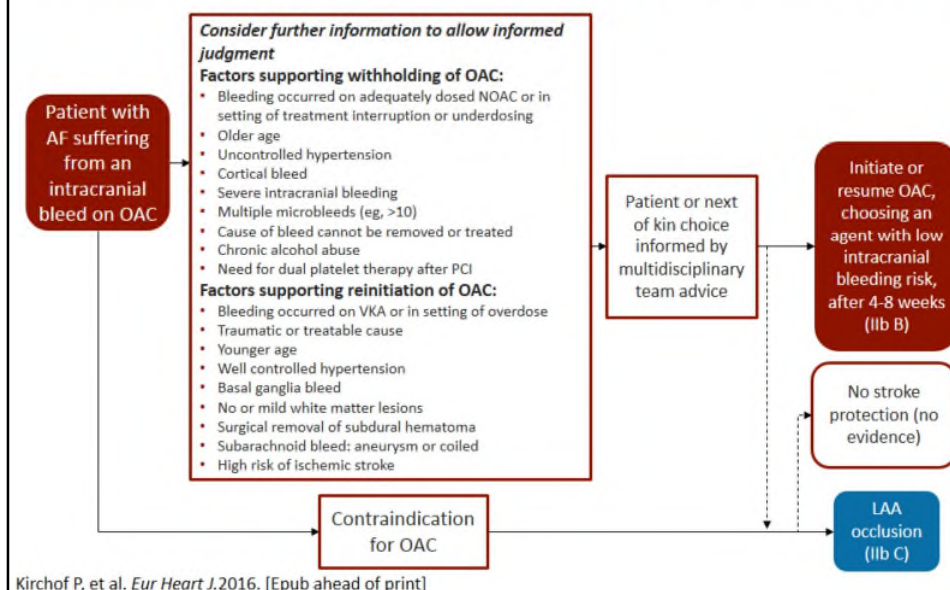 Patient with
AF suffering
from an
intracranial
bleed on OAC
Consider further information to allow informed
judgment
Factors supporting withholding of OAC:
• Bleeding occurred on adequately dosed NOAC or in
setting of treatment interruption or underdosing
• Older age
• Uncontrolled hypertension
• Cortical bleed
• Severe intracranial bleeding
• Multiple microbleeds (eg, >10)
• Cause of bleed cannot be removed or treated
• Chronic alcohol abuse
• Need for dual platelet therapy after PCI
Factors supporting reinitiation of OAC:
• Bleeding occurred on VKA or in setting of overdose
• Traumatic or treatable cause
• Younger age
• Well controlled hypertension
• Basal ganglia bleed
• No or mild white matter lesions
• Surgical removal of subdural hematoma
• Subarachnoid bleed: aneurysm or coiled
• High risk of ischemic stroke
Patient or next
of kin choice
informed by
multidisciplinary
team advice
Initiate or
resume OAC,
choosing an
agent with low
intracranial
bleeding risk,
after 4-8 weeks
(IIb B)
No stroke
protection (no
evidence)
Contraindication
for OAC
LAA
occlusion
(IIb C)
Kirchof P, et al. Eur Heart J.2016. [Epub ahead of print]